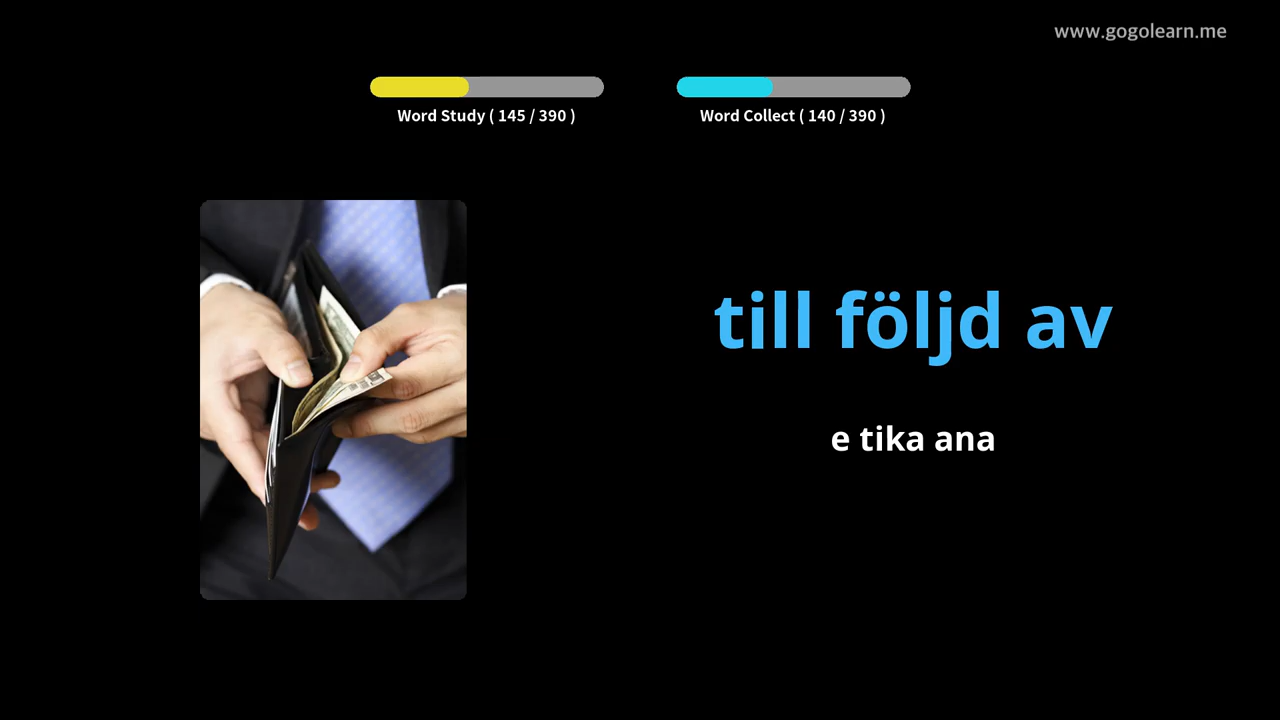 www.gogolearn.me
Word Study ( 145 / 390 )
Word Collect ( 140 / 390 )
till följd av
e tika ana